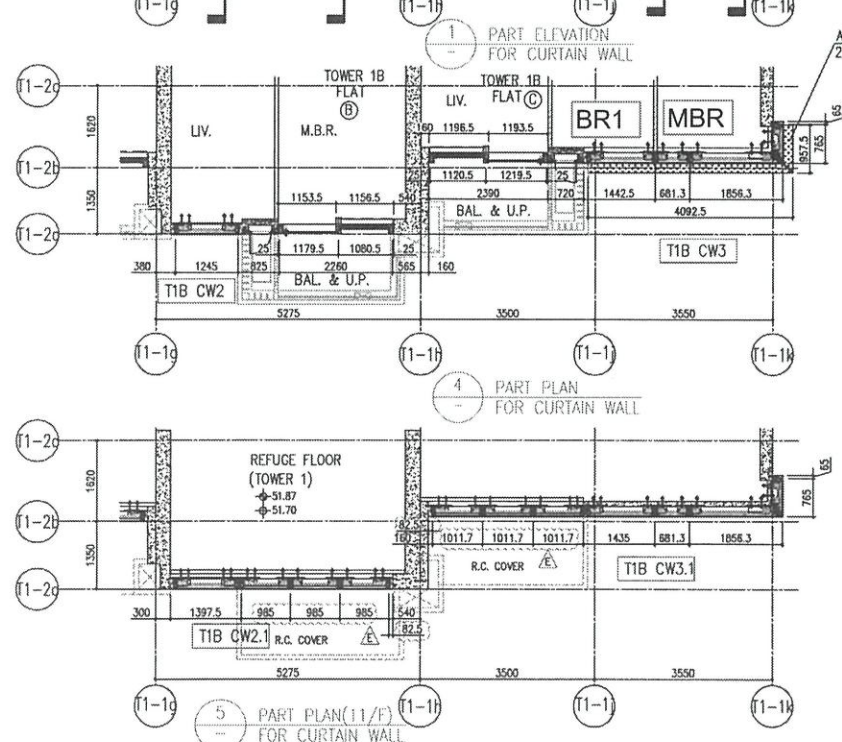 T1-1g T1-1h T1-1j T1-1k
1 PART ELEVATION
- FOR CURTAIN WALL
A
2
T1-2d
TOWER 1B
FLAT
B
TOWER 1B
FLAT C
LIV.
LIV.
M.B.R.
BR1
MBR
1620
160 1196.5 1193.5
65
957.5
765
T1-2b
25 1120.5 1219.5 25
1153.5 1156.5 540
2390 720 1442.5 681.3 1856.3
1350
BAL. & U.P.
4092.5
T1-2a
25 1179.5 1080.5 25
T1B CW3
380 1245 825 2260 565 160
T1B CW2
BAL. & U.P.
5275 3500 3550
T1-1g T1-1h T1-1j T1-1k
4 PART PLAN
- FOR CURTAIN WALL
T1-2d
REFUGE FLOOR
(TOWER 1)
51.87
51.70
1620
65
765
T1-2b
82.5
160 1011.7 1011.7 1011.7 1435 681.3 1856.3
1350
R.C. COVER E
T1B CW3.1
T1-2a
300 1397.5 985 985 985 540
82.5
T1B CW2.1
R.C. COVER E
5275 3500 3550
T1-1g T1-1h T1-1j T1-1k
5 PART PLAN(11/F)
- FOR CURTAIN WALL